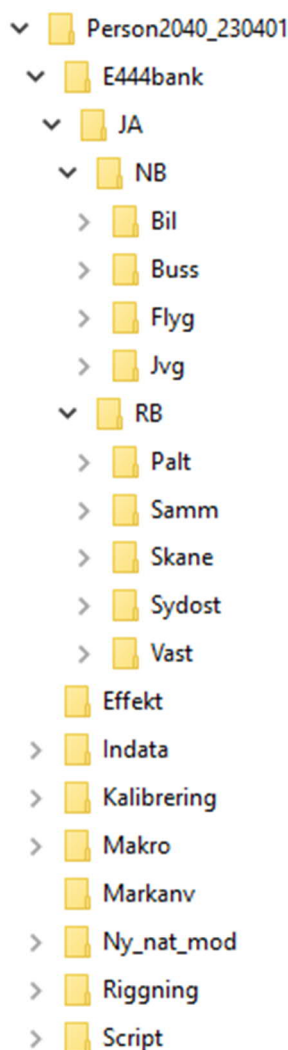 Person2040_230401
E444bank
JA
NB
Bil
Buss
Flyg
Jvg
RB
Palt
Samm
Skane
Sydost
Vast
Effekt
Indata
Kalibrering
Makro
Markanv
Ny_nat_mod
Riggning
Script